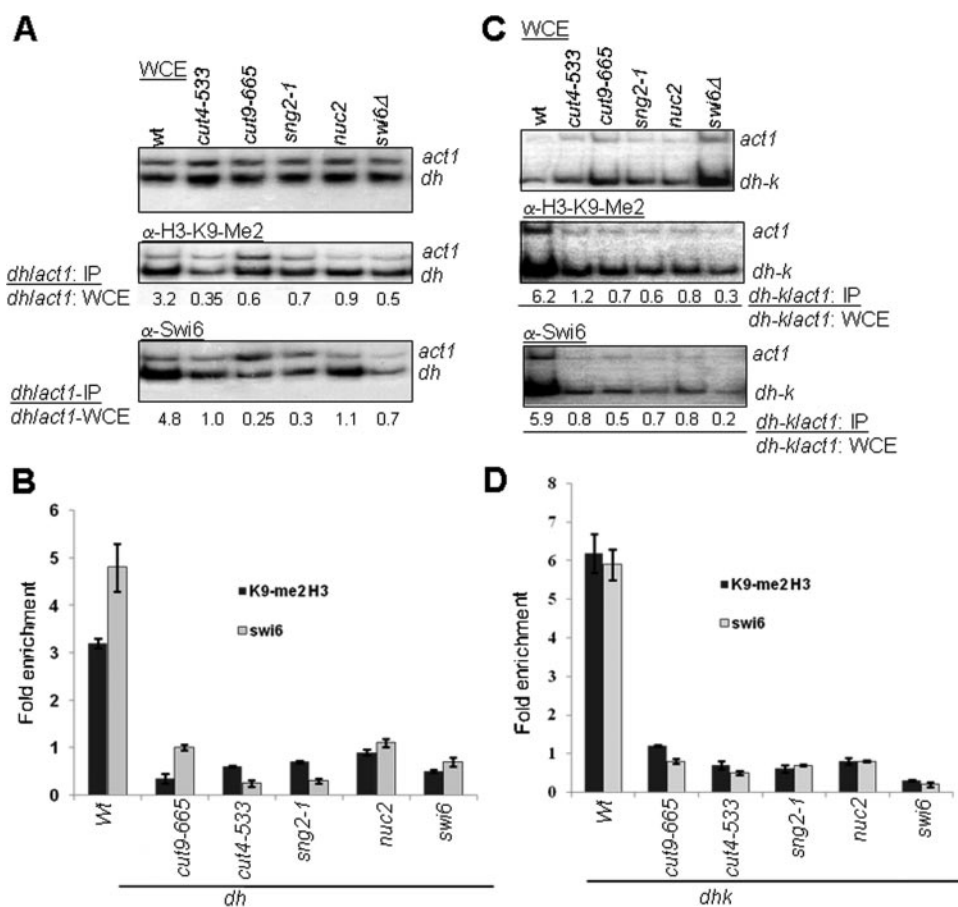 A
WCE
wt cut4-533 cut9-665 sng2-1 nuc2 swi6Δ
act1
dh
α-H3-K9-Me2
act1
dh
dh/act1: IP
dh/act1: WCE
3.2 0.35 0.6 0.7 0.9 0.5
α-Swi6
act1
dh
dh/act1-IP
dh/act1-WCE
4.8 1.0 0.25 0.3 1.1 0.7
C
WCE
wt cut4-533 cut9-665 sng2-1 nuc2 swi6Δ
act1
dh-k
α-H3-K9-Me2
act1
dh-k
6.2 1.2 0.7 0.6 0.8 0.3
dh-k/act1: IP
dh-k/act1: WCE
α-Swi6
act1
dh-k
5.9 0.8 0.5 0.7 0.8 0.2
dh-k/act1: IP
dh-k/act1: WCE
B
Fold enrichment
6
5
4
3
2
1
0
K9-me2 H3
swi6
Wt cut9-665 cut4-533 sng2-1 nuc2 swi6
dh
D
Fold enrichment
8
7
6
5
4
3
2
1
0
K9-me2 H3
swi6
Wt cut9-665 cut4-533 sng2-1 nuc2 swi6
dhk